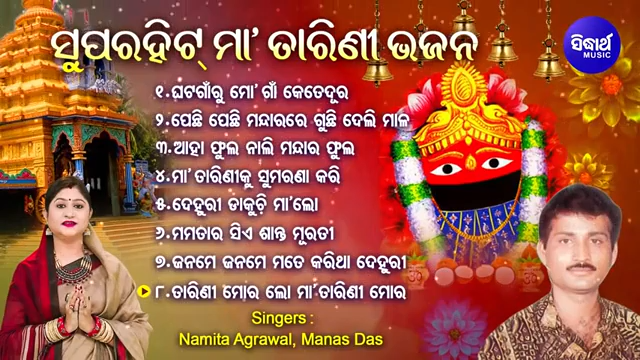 ସୁପରହିଟ୍ ମା' ତାରିଣୀ ଭଜନ
ସିଦ୍ଧାର୍ଥ
MUSIC
୧.ଘଟଗାଁରୁ ମୋ' ଗାଁ କେତେଦୂର
୨.ପେଛି ପେଛି ମନ୍ଦାରରେ ଗୁଛି ଦେଲି ମାଳ
୩.ଆହା ଫୁଲ ନାଲି ମନ୍ଦାର ଫୁଲ
୪.ମା' ତାରିଣୀକୁ ସୁମରଣା କରି
୫.ଦେହୁରୀ ଡାକୁଚ଼ି ମା'ଲୋ
୬.ମମତାର ସିଏ ଶାନ୍ତ ମୂରତୀ
୭.ଜନମେ ଜନମେ ମତେ କରିଥା ଦେହୁରୀ
୮.ତାରିଣୀ ମୋର ଲୋ ମା' ତାରିଣୀ ମୋର
Singers :
Namita Agrawal, Manas Das